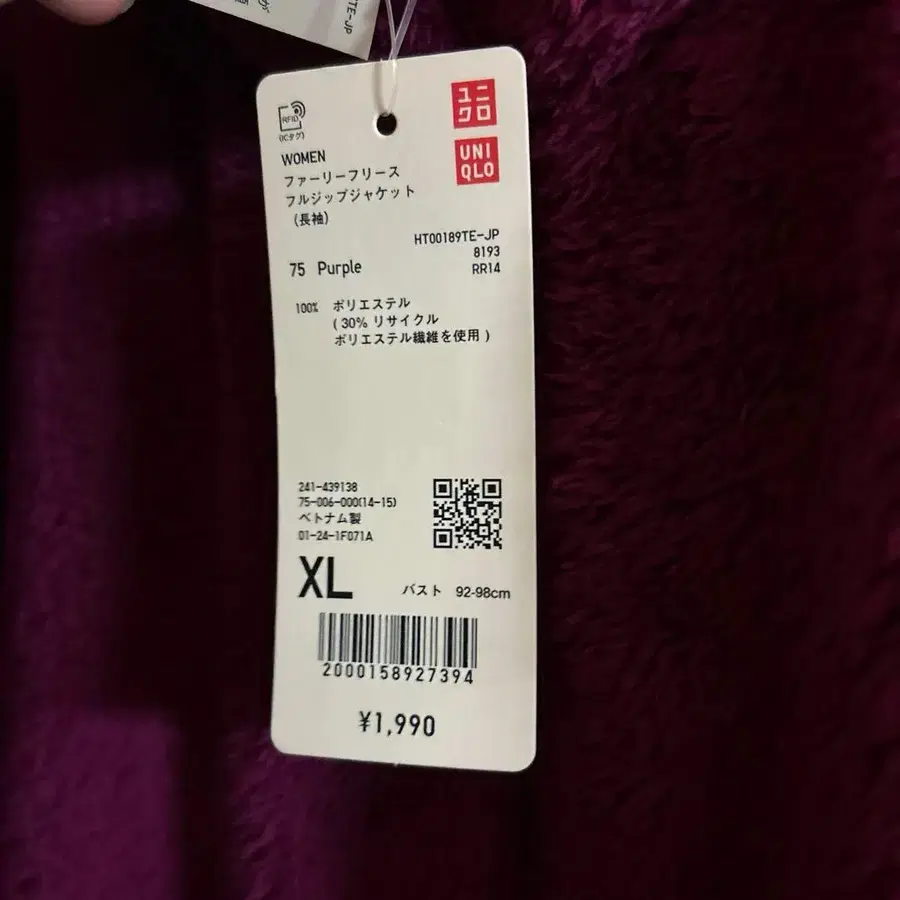 TE-JP
RFID
(ICタグ)
ユニ
クロ
UNI
QLO
WOMEN
ファーリーフリース
フルジップジャケット
(長袖)
HT00189TE-JP
8193
RR14
75 Purple
100% ポリエステル
( 30% リサイクル
ポリエステル繊維を使用 )
241-439138
75-006-000(14-15)
ベトナム製
01-24-1F071A
XL バスト 92-98cm
2000158927394
¥1,990